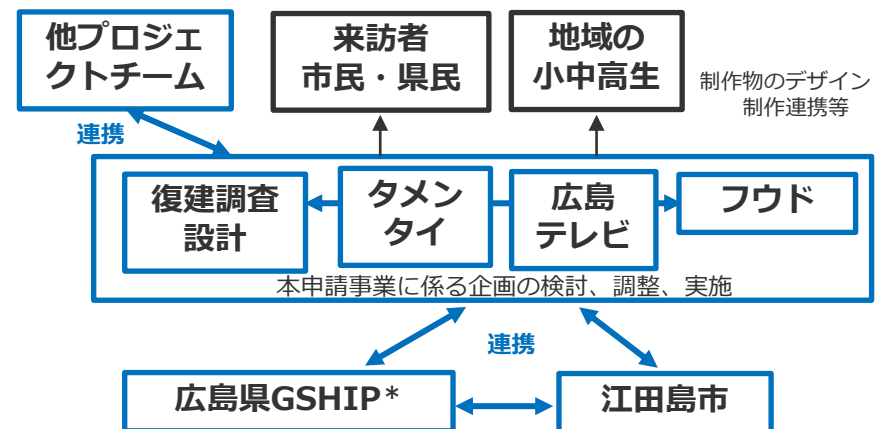 他プロジェ
クトチーム
来訪者
市民・県民
地域の
小中高生
制作物のデザイン
制作連携等
連携
復建調査
設計
タメン
タイ
広島
テレビ
フウド
本申請事業に係る企画の検討、調整、実施
連携
広島県GSHIP*
江田島市